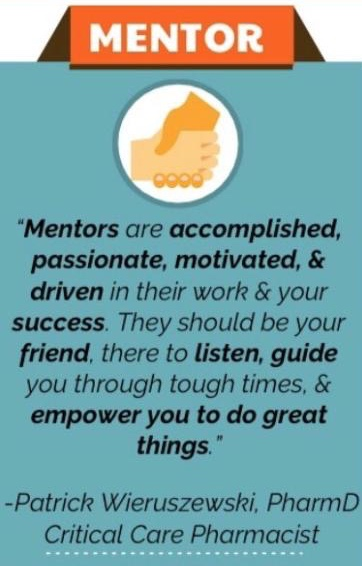 MENTOR
“Mentors are accomplished,
passionate, motivated, &
driven in their work & your
success. They should be your
friend, there to listen, guide
you through tough times, &
empower you to do great
things.”
-Patrick Wieruszewski, PharmD
Critical Care Pharmacist